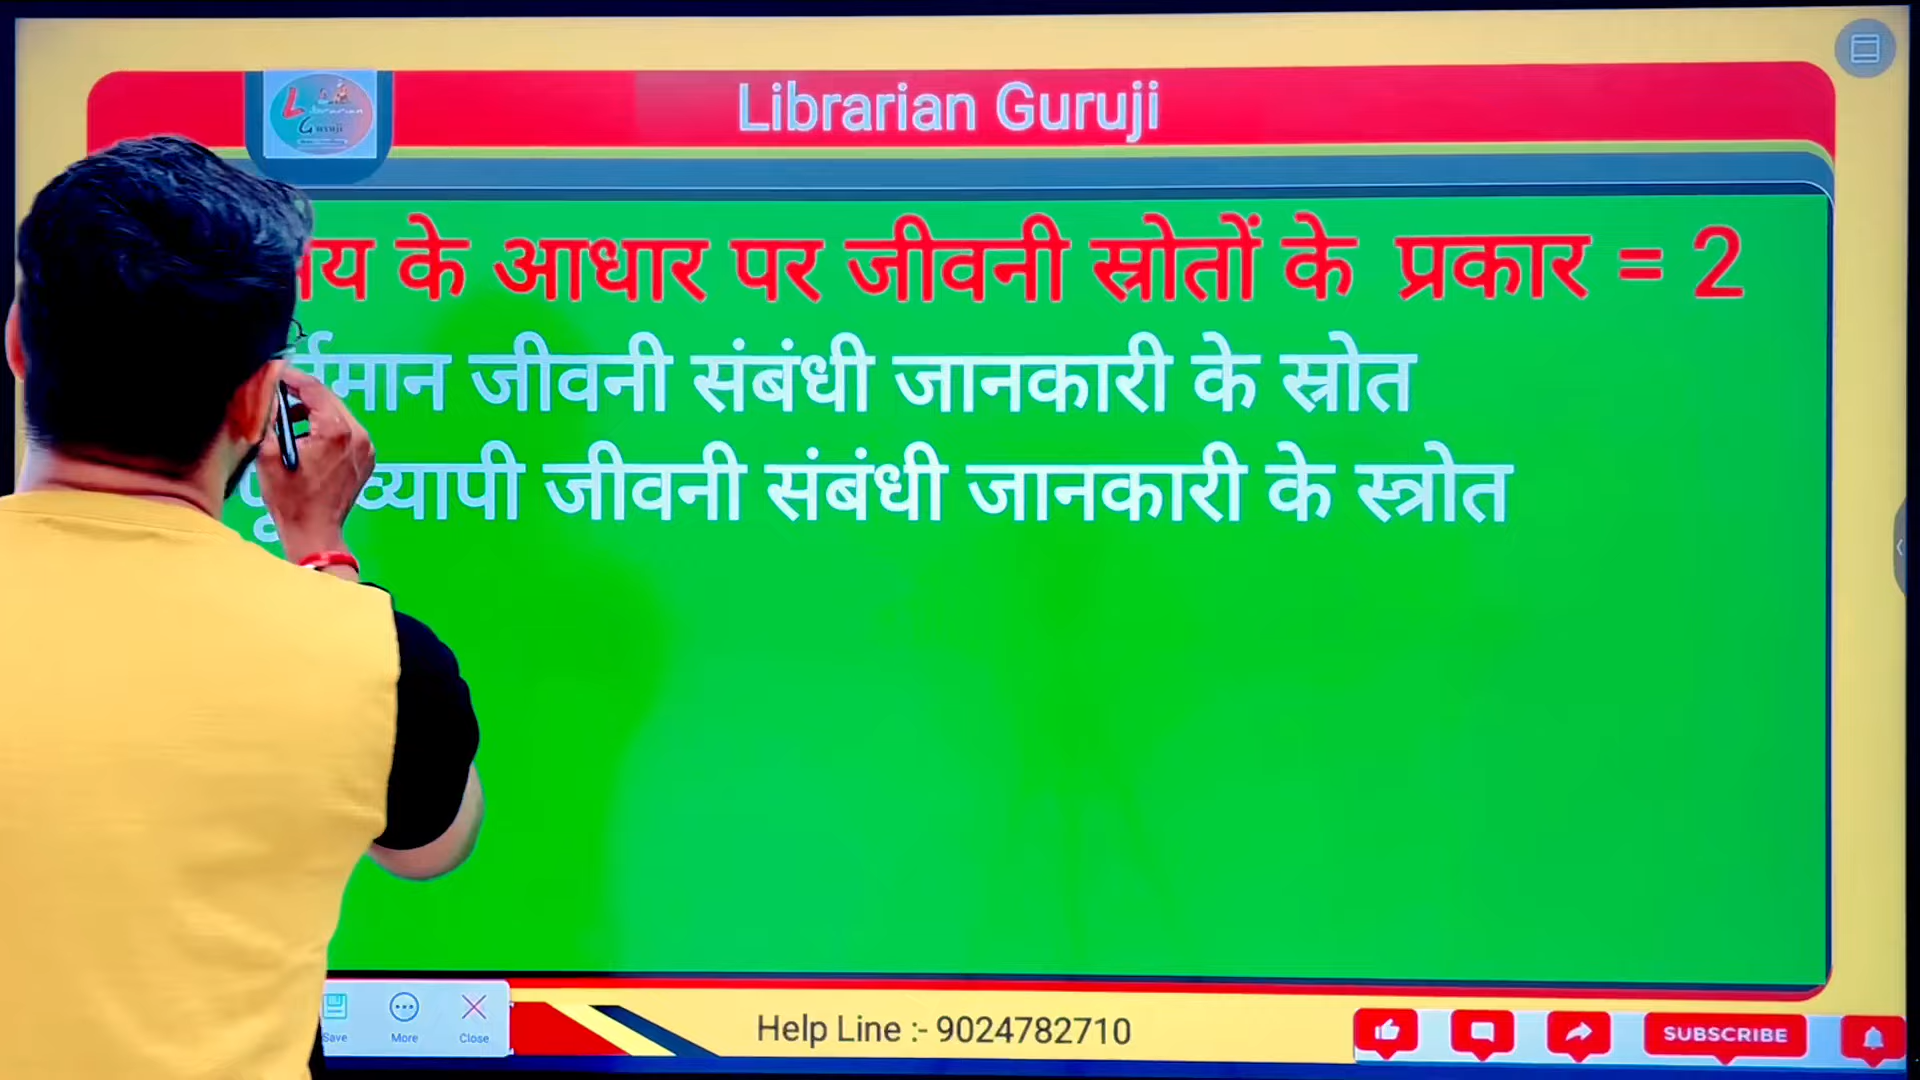 Librarian Guruji
के आधार पर जीवनी स्रोतों के प्रकार = 2
जीवनी संबंधी जानकारी के स्रोत
जीवनी संबंधी जानकारी के स्त्रोत
Save More Close
Help Line :- 9024782710
SUBSCRIBE